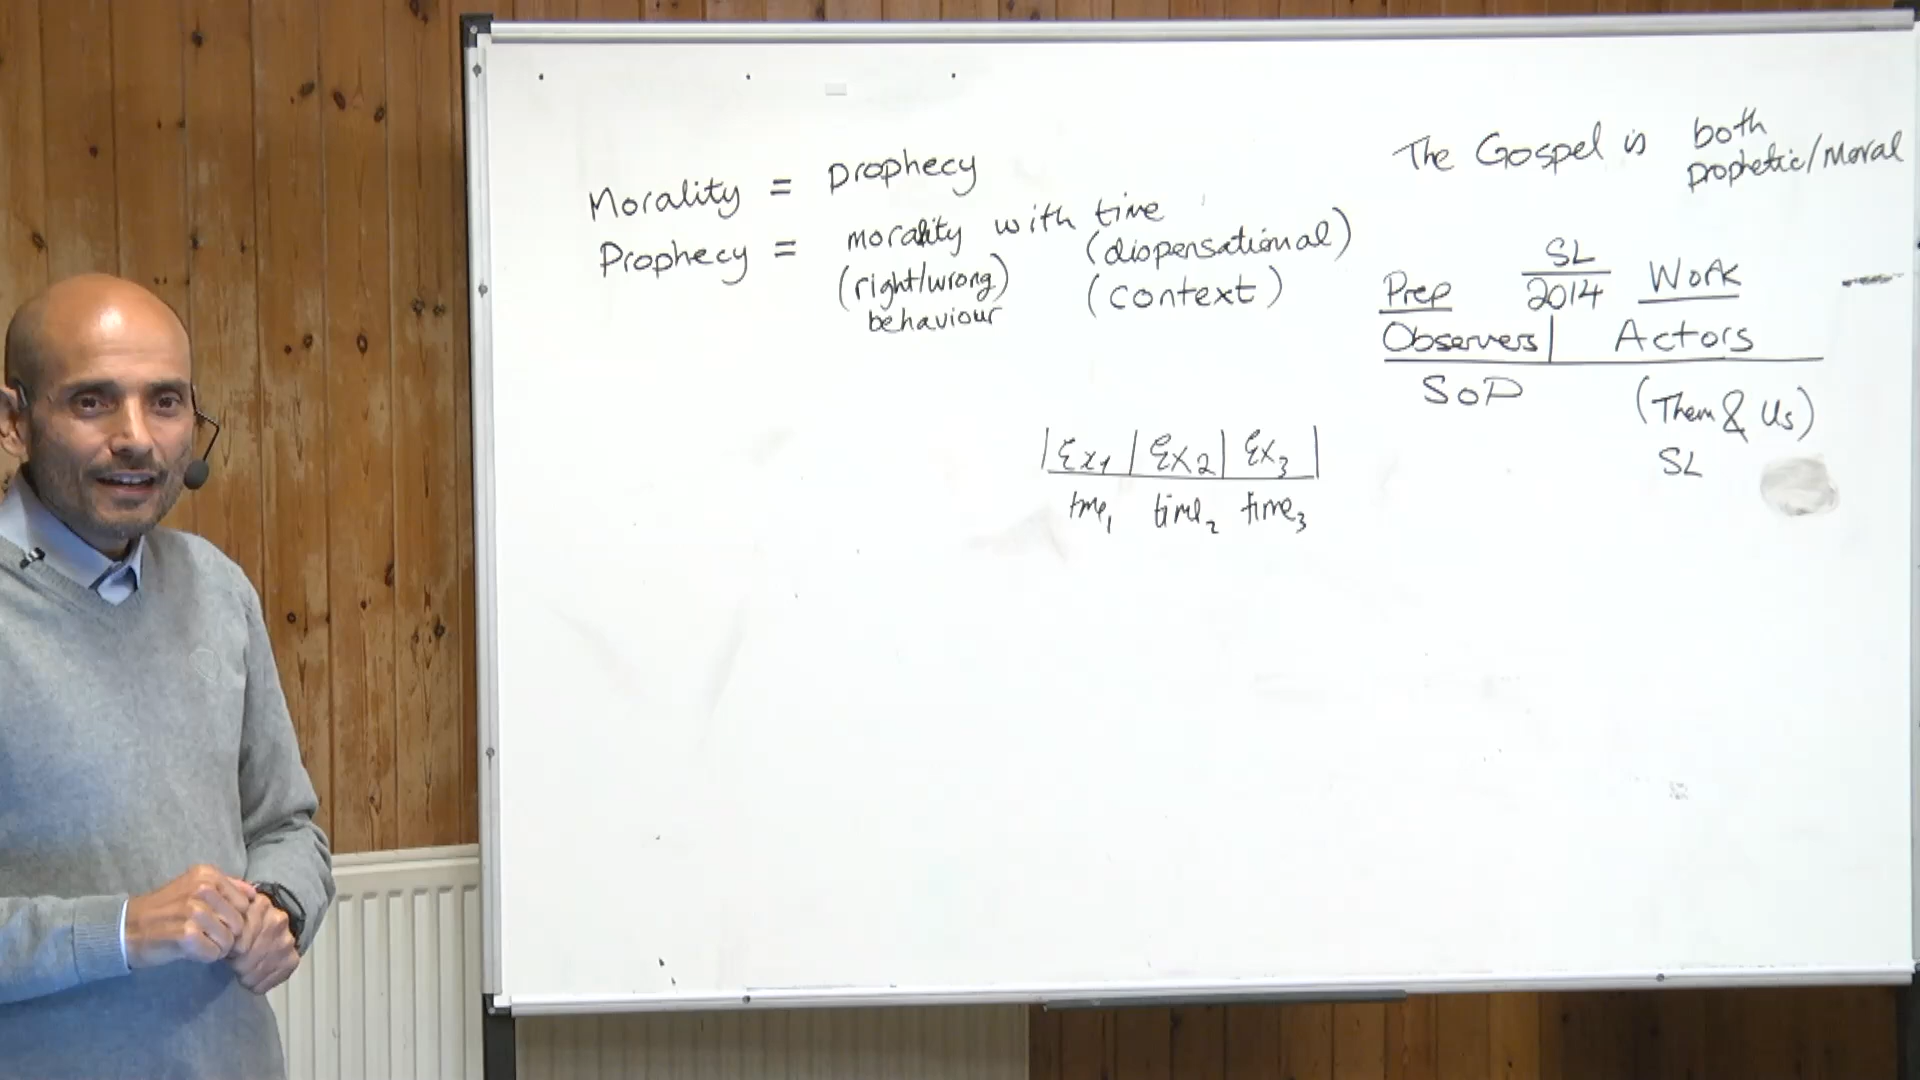 Morality = prophecy
Prophecy = morality with time
(right/wrong) (dispensational)
behaviour (context)
The Gospel is both
prophetic/Moral
SL
Prep 2014 Work
Observers | Actors
SOP (Them & Us)
SL
|Ex1|Ex2|Ex3|
time1 time2 time3